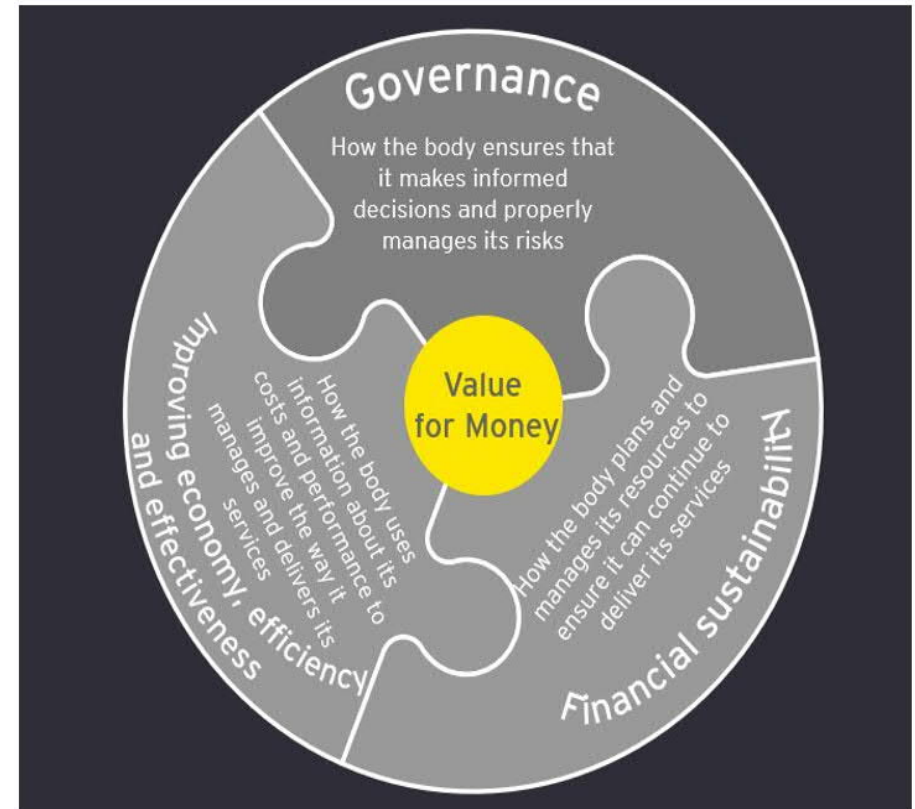 Governance
How the body ensures that
it makes informed
decisions and properly
manages its risks
Value
for Money
Improving economy, efficiency
and effectiveness
How the body uses
information about its
costs and performance to
improve the way it
manages and delivers its
services
How the body plans and
manages its resources to
ensure it can continue to
deliver its services
Financial sustainability